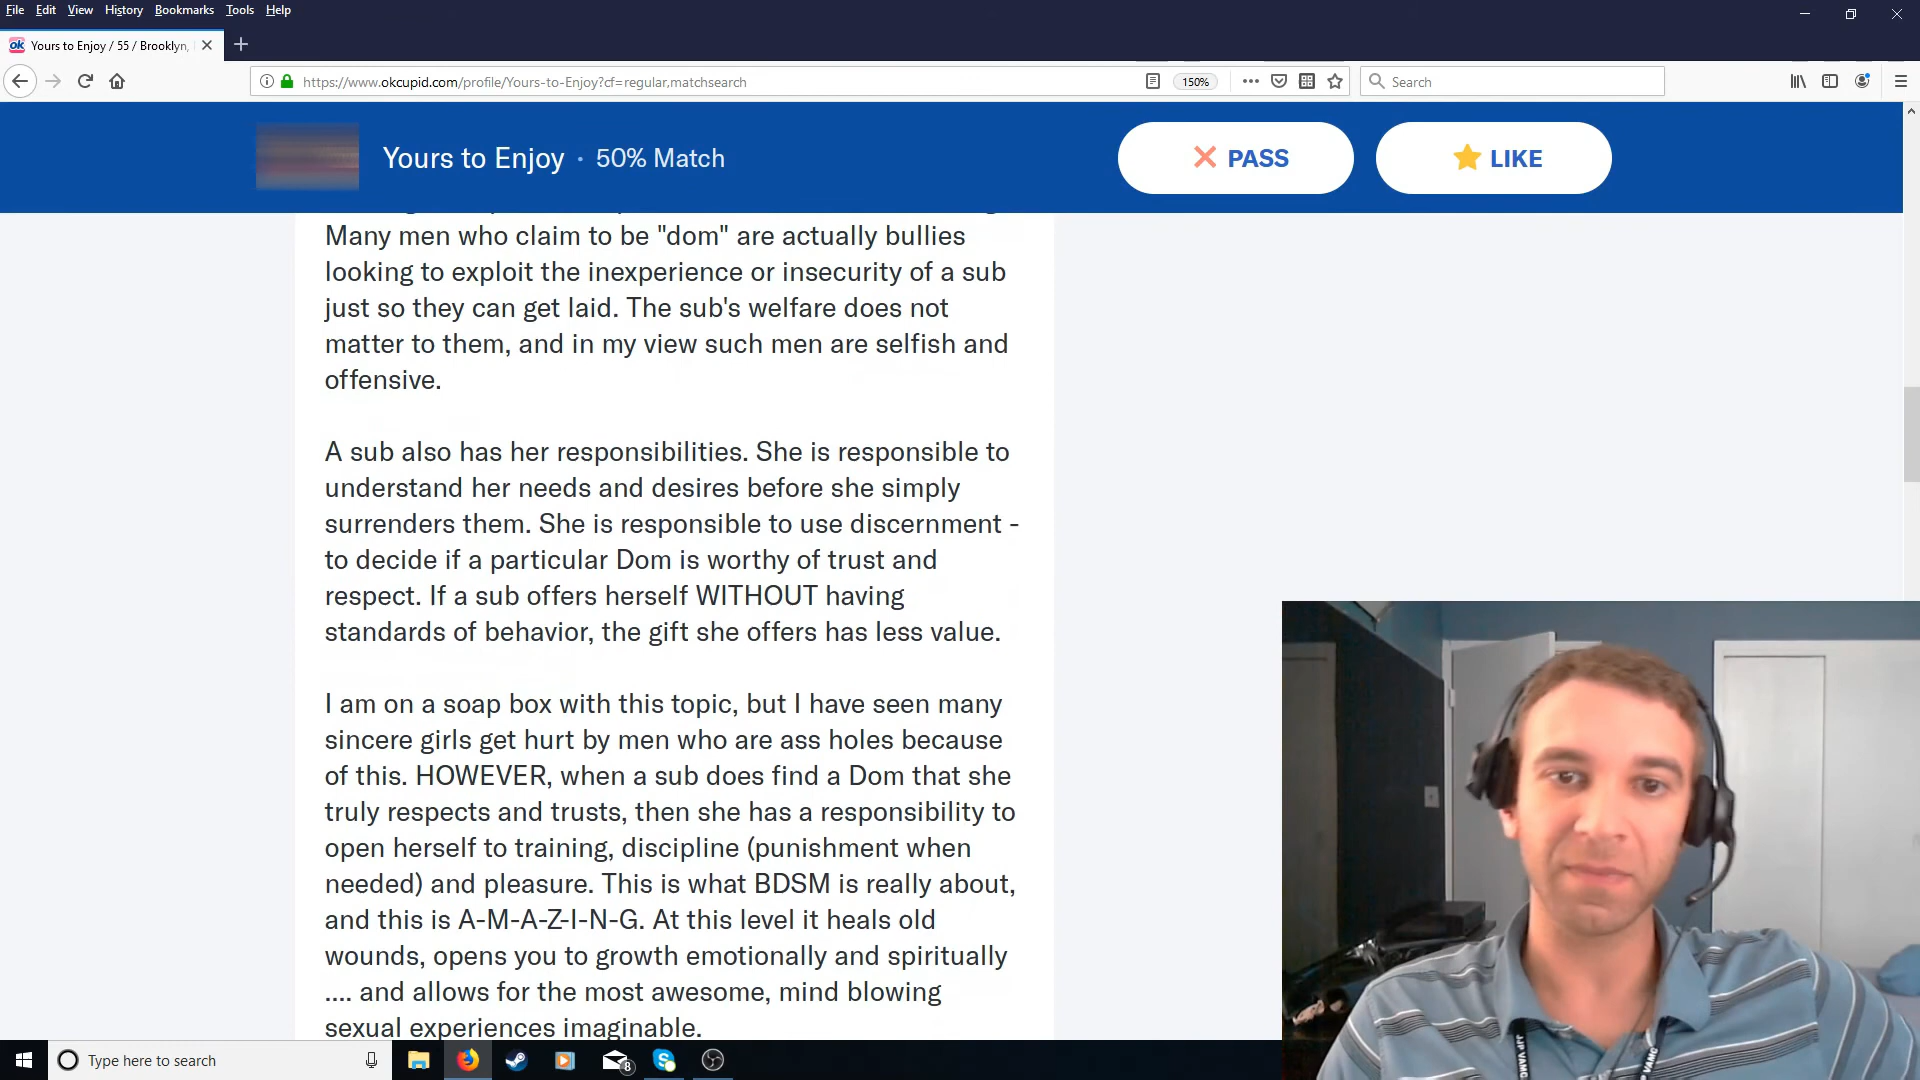 File Edit View History Bookmarks Tools Help
ok Yours to Enjoy / 55 / Brooklyn,
https://www.okcupid.com/profile/Yours-to-Enjoy?cf=regular,matchsearch
150%
Search
Yours to Enjoy · 50% Match
PASS
LIKE
Many men who claim to be "dom" are actually bullies
looking to exploit the inexperience or insecurity of a sub
just so they can get laid. The sub's welfare does not
matter to them, and in my view such men are selfish and
offensive.
A sub also has her responsibilities. She is responsible to
understand her needs and desires before she simply
surrenders them. She is responsible to use discernment -
to decide if a particular Dom is worthy of trust and
respect. If a sub offers herself WITHOUT having
standards of behavior, the gift she offers has less value.
I am on a soap box with this topic, but I have seen many
sincere girls get hurt by men who are ass holes because
of this. HOWEVER, when a sub does find a Dom that she
truly respects and trusts, then she has a responsibility to
open herself to training, discipline (punishment when
needed) and pleasure. This is what BDSM is really about,
and this is A-M-A-Z-I-N-G. At this level it heals old
wounds, opens you to growth emotionally and spiritually
.... and allows for the most awesome, mind blowing
sexual experiences imaginable.
Type here to search
8
JJP VAMC
VAMC